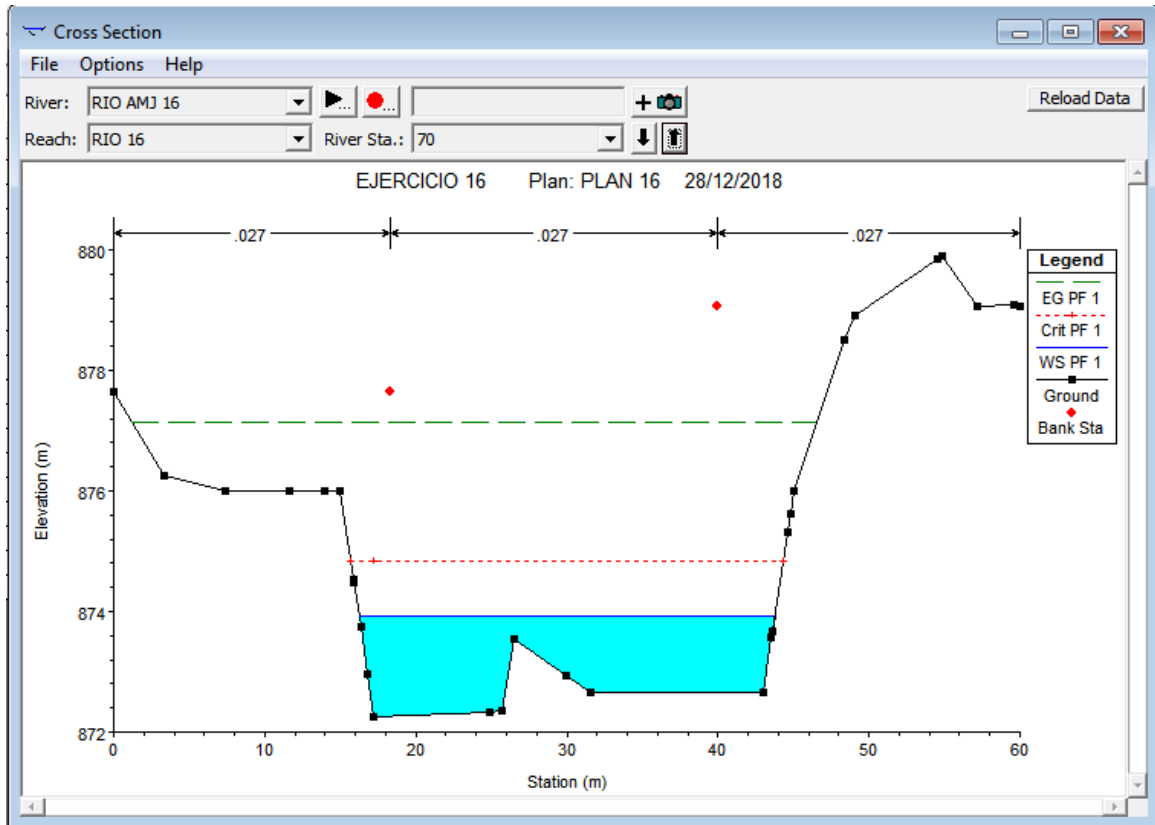 Cross Section
File Options Help
River: RIO AMJ 16
Reload Data
Reach: RIO 16 River Sta.: 70
EJERCICIO 16 Plan: PLAN 16 28/12/2018
.027 .027 .027
880
878
876
874
872
Elevation (m)
0 10 20 30 40 50 60
Station (m)
Legend
EG PF 1
Crit PF 1
WS PF 1
Ground
Bank Sta